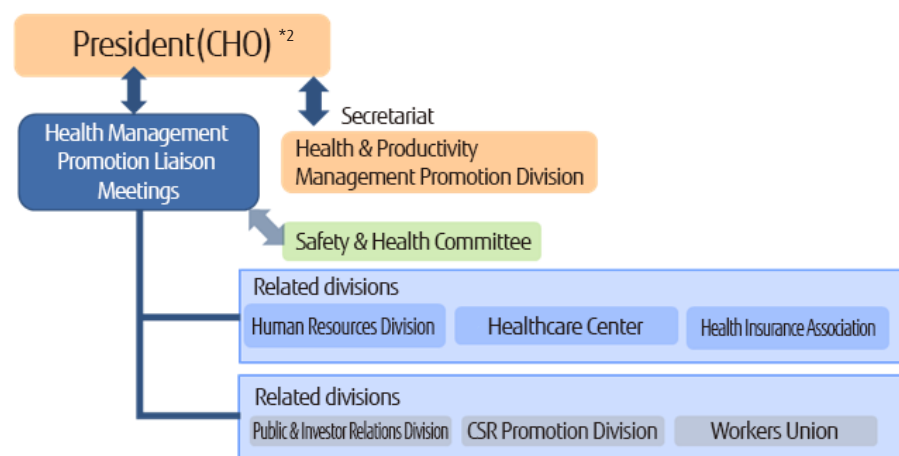 President(CHO) *2
Secretariat
Health Management
Promotion Liaison
Meetings
Health & Productivity
Management Promotion Division
Safety & Health Committee
Related divisions
Human Resources Division
Healthcare Center
Health Insurance Association
Related divisions
Public & Investor Relations Division
CSR Promotion Division
Workers Union